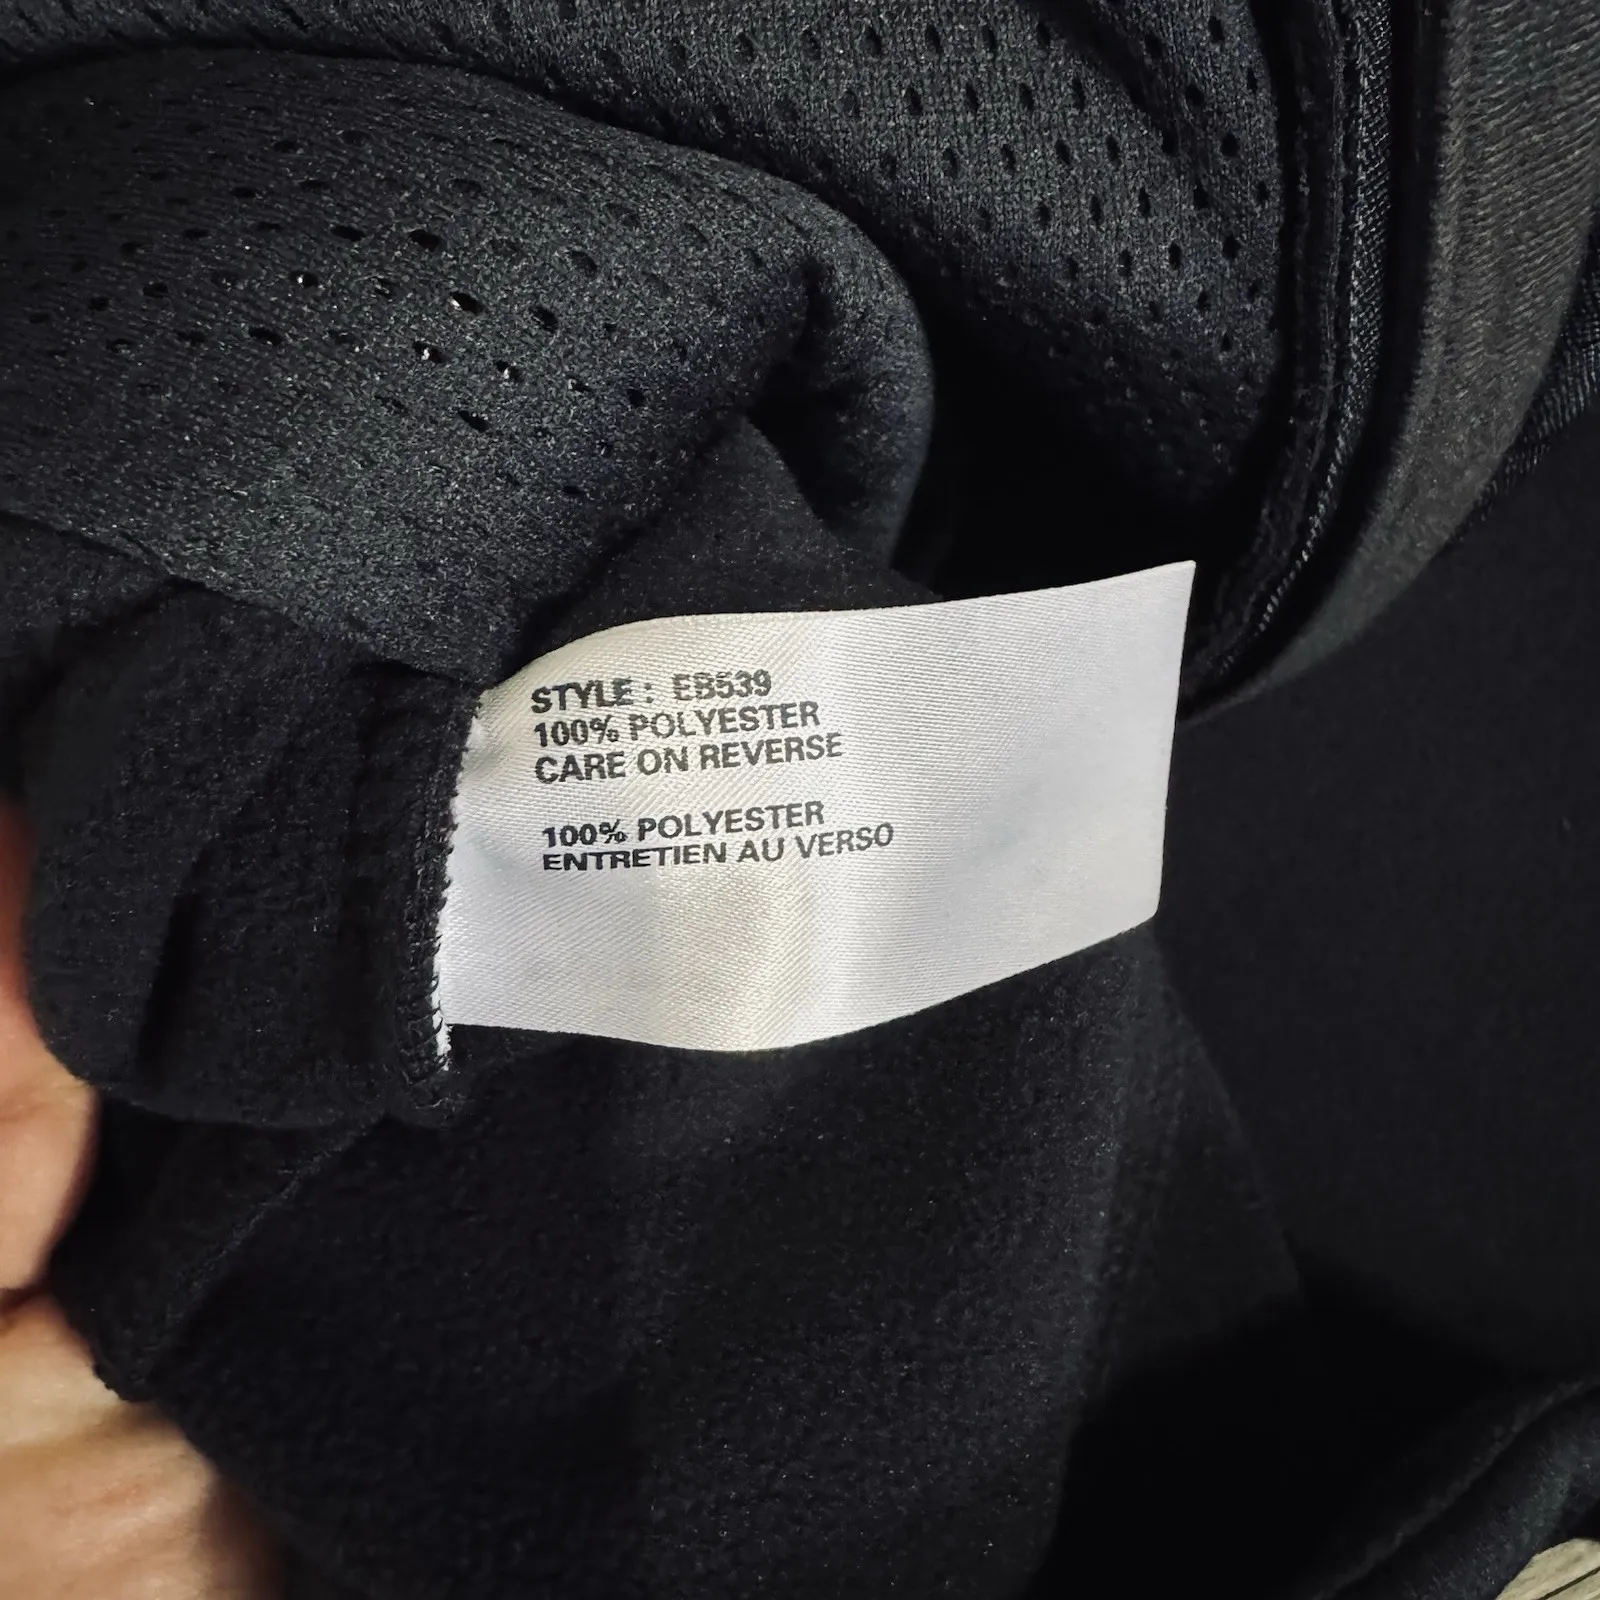 STYLE : EB539
100% POLYESTER
CARE ON REVERSE
100% POLYESTER
ENTRETIEN AU VERSO